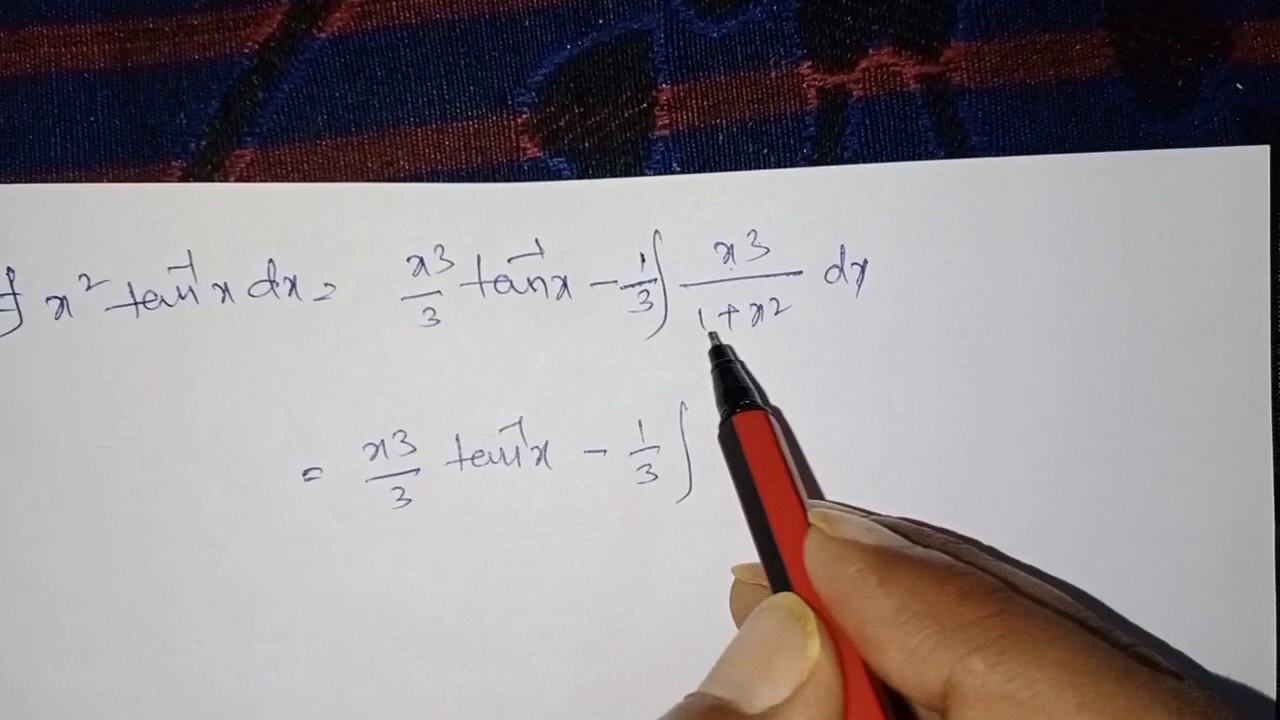 ∫ x² tan⁻¹x dx = x³/3 tan⁻¹x - 1/3 ∫ x³/(1+x²) dx
= x³/3 tan⁻¹x - 1/3 ∫